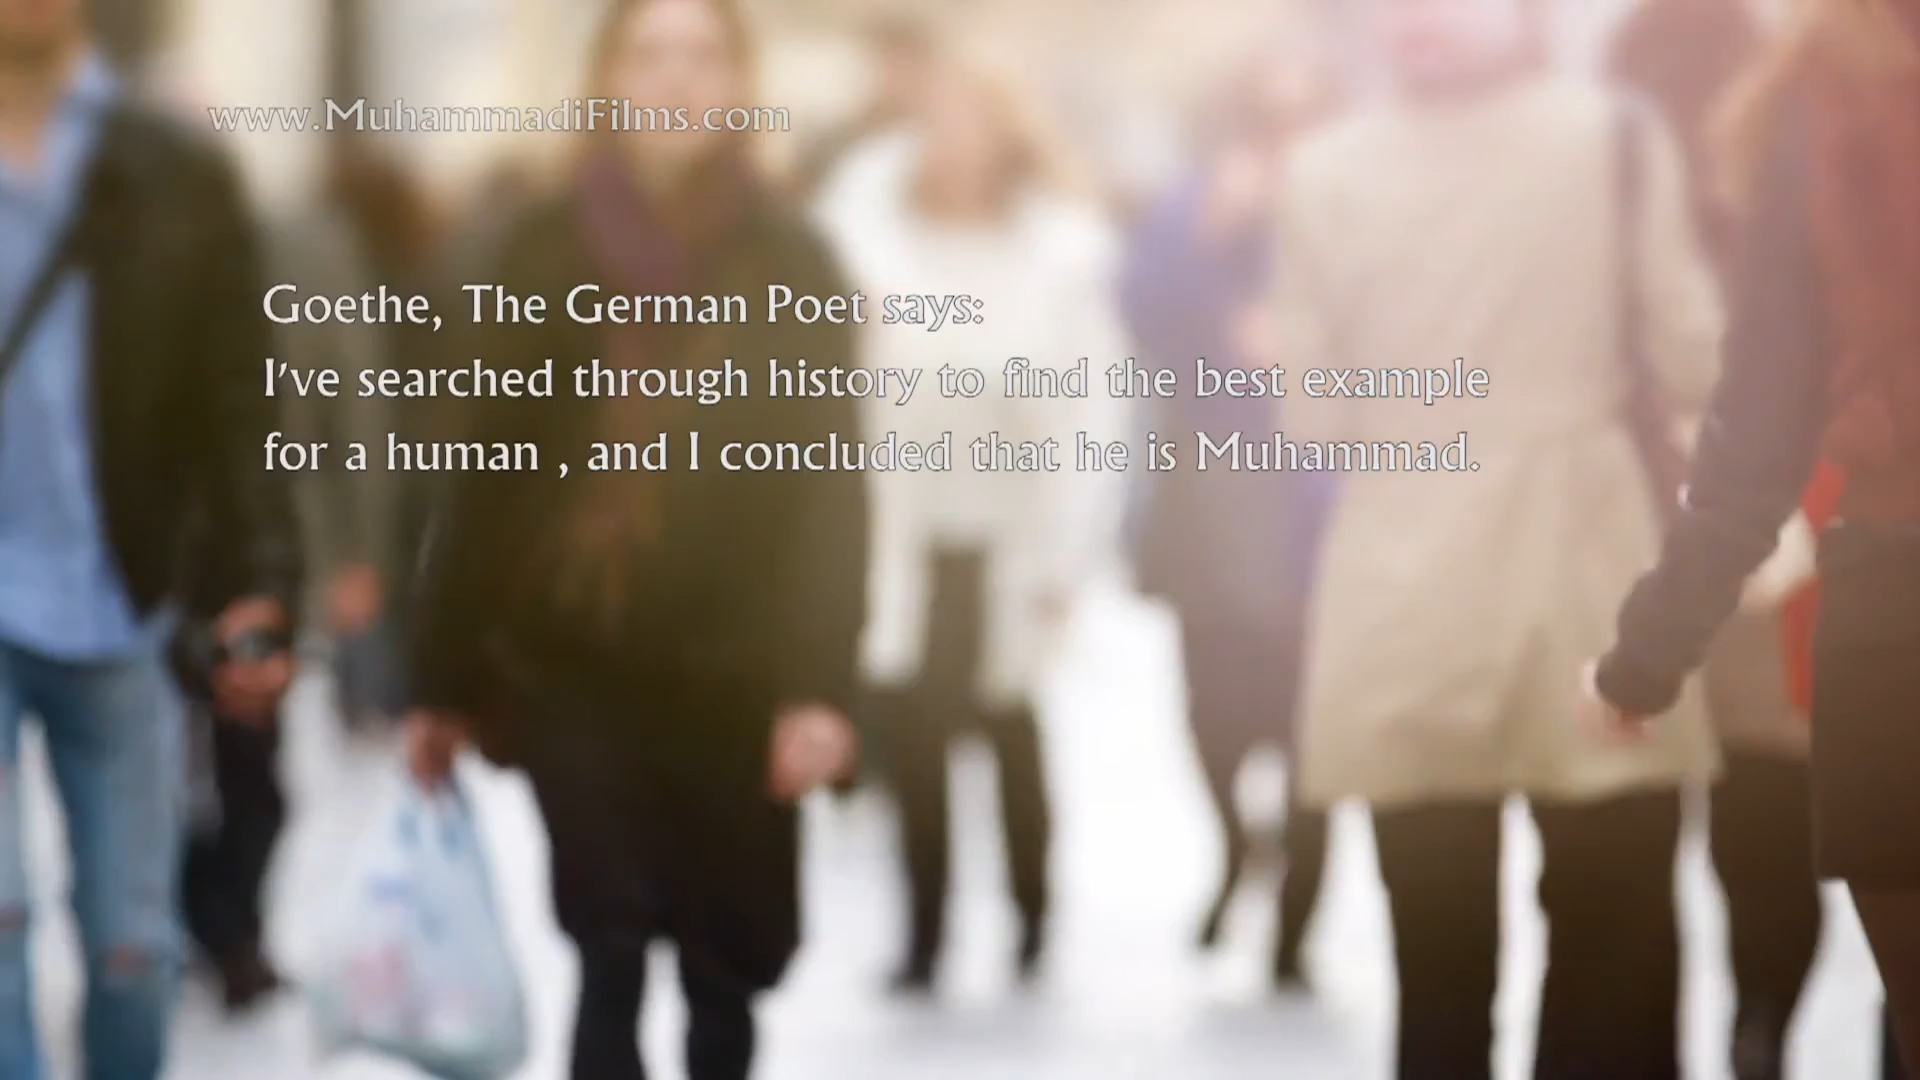 www.MuhammadiFilms.com
Goethe, The German Poet says:
I've searched through history to find the best example
for a human , and I concluded that he is Muhammad.